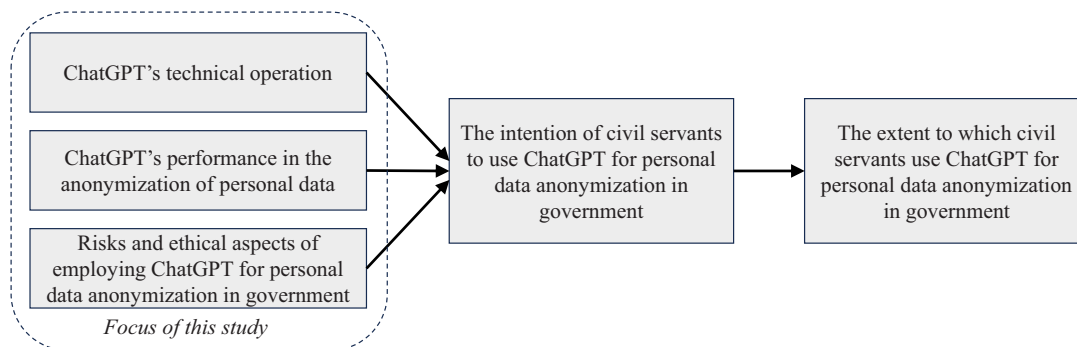 ChatGPT’s technical operation
ChatGPT’s performance in the
anonymization of personal data
Risks and ethical aspects of
employing ChatGPT for personal
data anonymization in government
Focus of this study
The intention of civil servants
to use ChatGPT for personal
data anonymization in
government
The extent to which civil
servants use ChatGPT for
personal data anonymization
in government